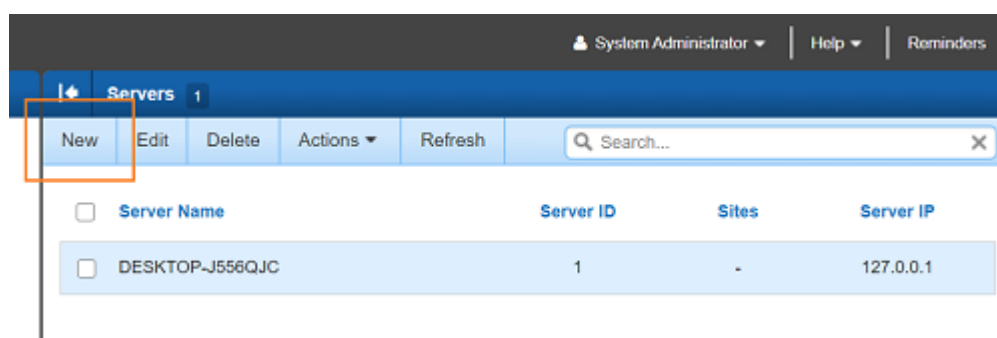 System Administrator Help Reminders
Servers 1
New Edit Delete Actions Refresh Search...
Server Name Server ID Sites Server IP
DESKTOP-J556QJC 1 - 127.0.0.1